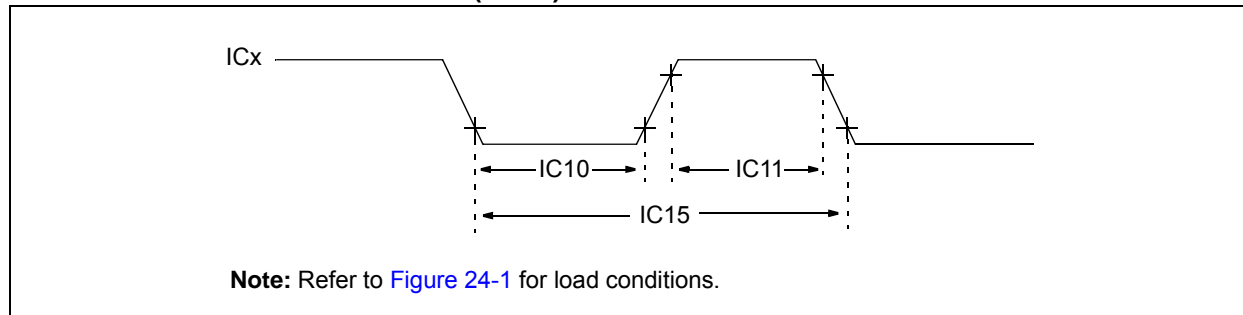 ICx
IC10
IC11
IC15
Note: Refer to Figure 24-1 for load conditions.